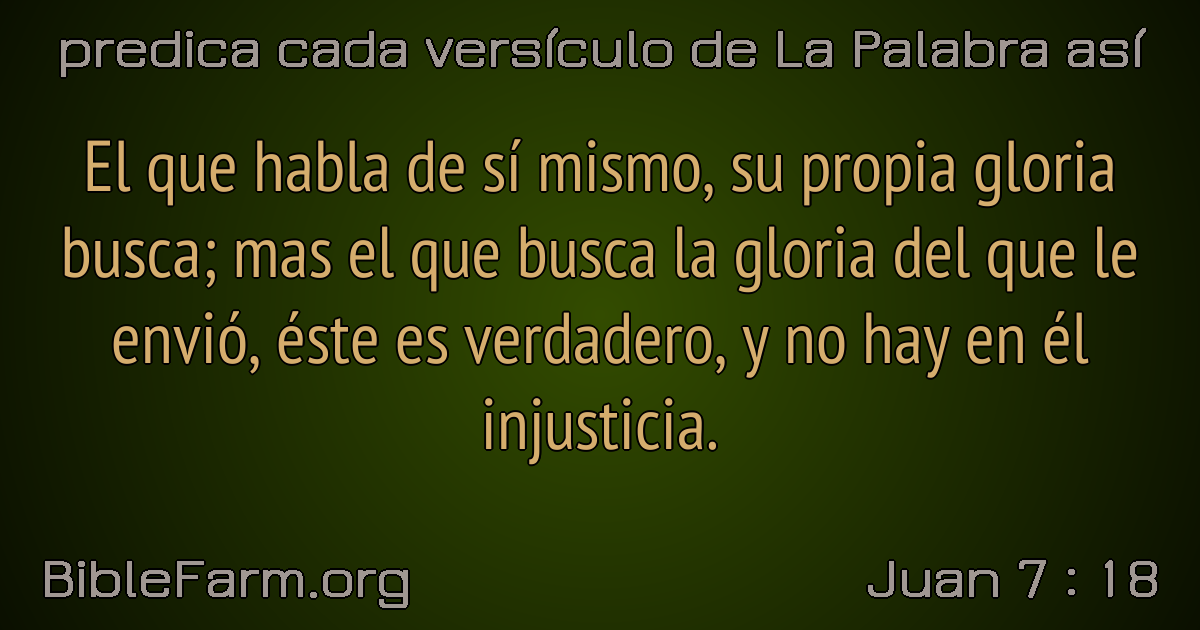 predica cada versículo de La Palabra así
El que habla de sí mismo, su propia gloria
busca; mas el que busca la gloria del que le
envió, éste es verdadero, y no hay en él
injusticia.
BibleFarm.org
Juan 7 : 18